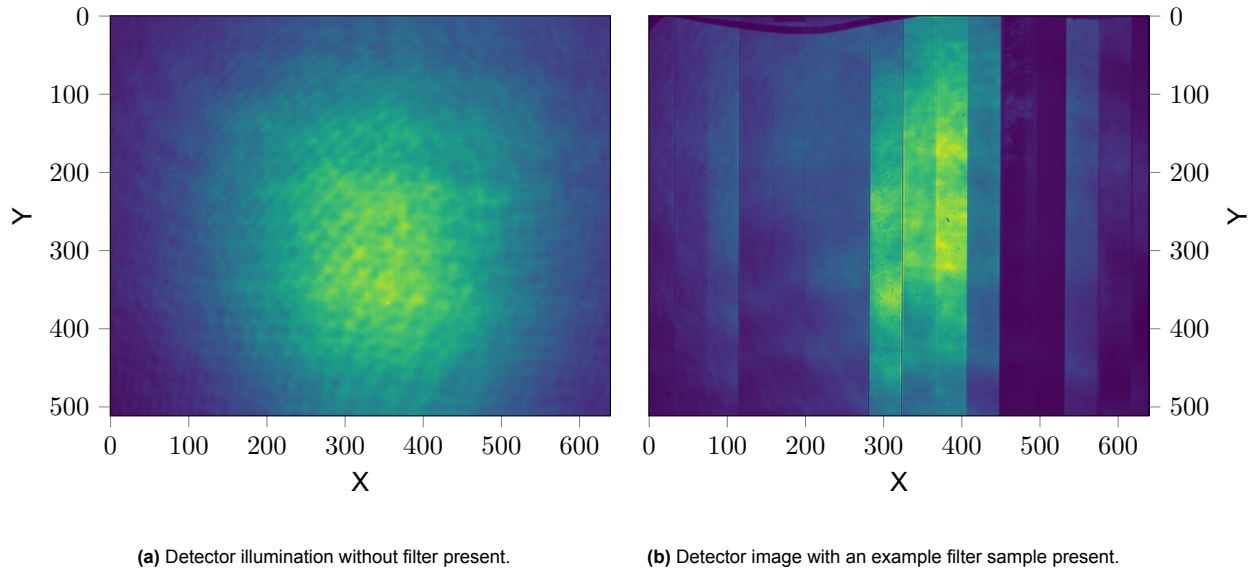 0
100
200
300
400
500
Y
0 100 200 300 400 500 600
X
0
100
200
300
400
500
Y
0 100 200 300 400 500 600
X
(a) Detector illumination without filter present.
(b) Detector image with an example filter sample present.